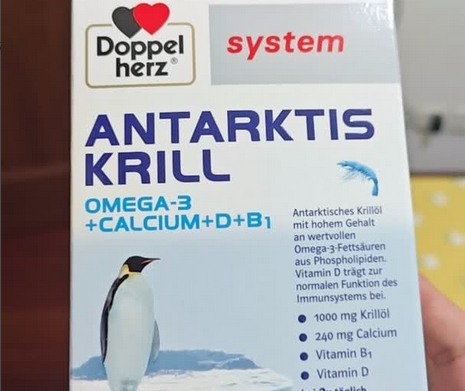 Doppel
herz®
system
ANTARKTIS
KRILL
OMEGA-3
+CALCIUM+D+B1
Antarktisches Krillöl
mit hohem Gehalt
an wertvollen
Omega-3-Fettsäuren
aus Phospholipiden.
Vitamin D trägt zur
normalen Funktion des
Immunsystems bei.
1000 mg Krillöl
240 mg Calcium
Vitamin B1
Vitamin D